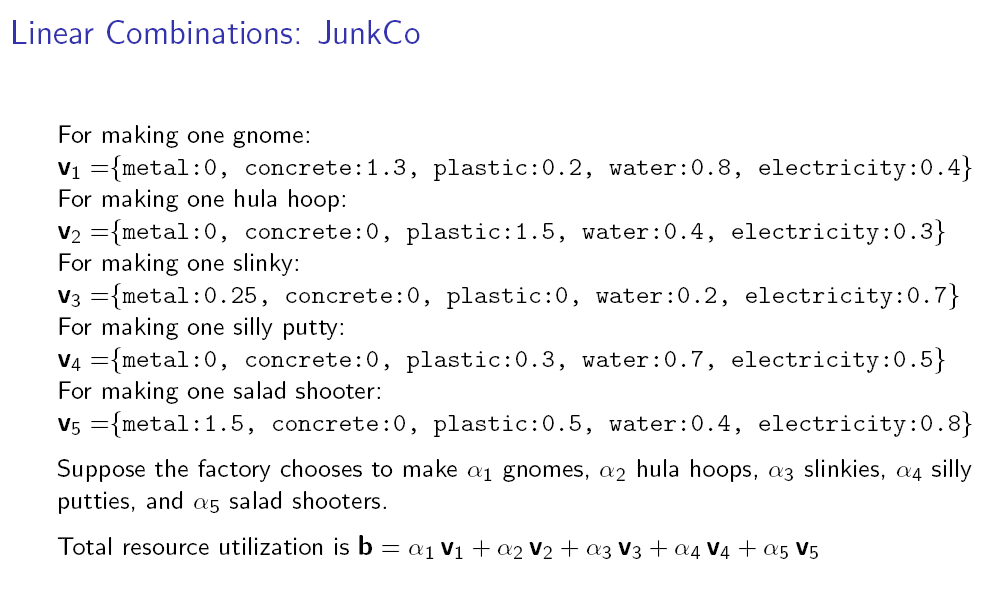 Linear Combinations: JunkCo
For making one gnome:
v₁ ={metal:0, concrete:1.3, plastic:0.2, water:0.8, electricity:0.4}
For making one hula hoop:
v₂ ={metal:0, concrete:0, plastic:1.5, water:0.4, electricity:0.3}
For making one slinky:
v₃ ={metal:0.25, concrete:0, plastic:0, water:0.2, electricity:0.7}
For making one silly putty:
v₄ ={metal:0, concrete:0, plastic:0.3, water:0.7, electricity:0.5}
For making one salad shooter:
v₅ ={metal:1.5, concrete:0, plastic:0.5, water:0.4, electricity:0.8}
Suppose the factory chooses to make α₁ gnomes, α₂ hula hoops, α₃ slinkies, α₄ silly
putties, and α₅ salad shooters.
Total resource utilization is b = α₁ v₁ + α₂ v₂ + α₃ v₃ + α₄ v₄ + α₅ v₅